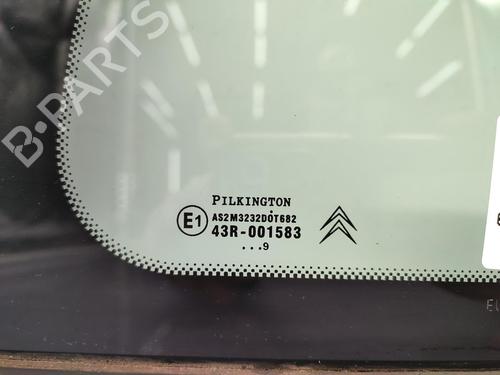 B-PARTS
PILKINGTON
E1
AS2M3232DOT682
43R-001583
...9